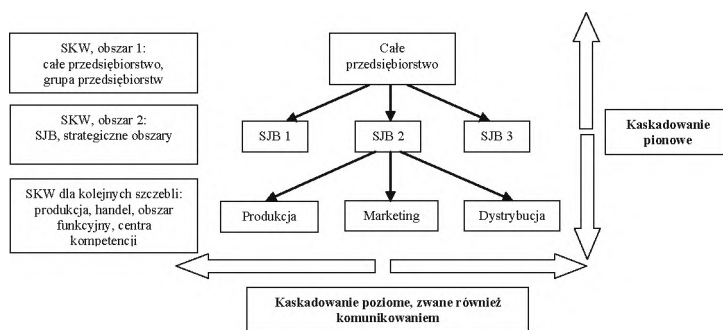 SKW, obszar 1:
całe przedsiębiorstwo,
grupa przedsiębiorstw
Całe
przedsiębiorstwo
SKW, obszar 2:
SJB, strategiczne obszary
SJB 1
SJB 2
SJB 3
Kaskadowanie
pionowe
SKW dla kolejnych szczebli:
produkcja, handel, obszar
funkcyjny, centra
kompetencji
Produkcja
Marketing
Dystrybucja
Kaskadowanie poziome, zwane również
komunikowaniem